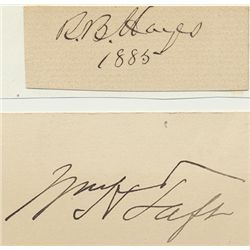 R.B. Hayes
1885
Wm H Taft